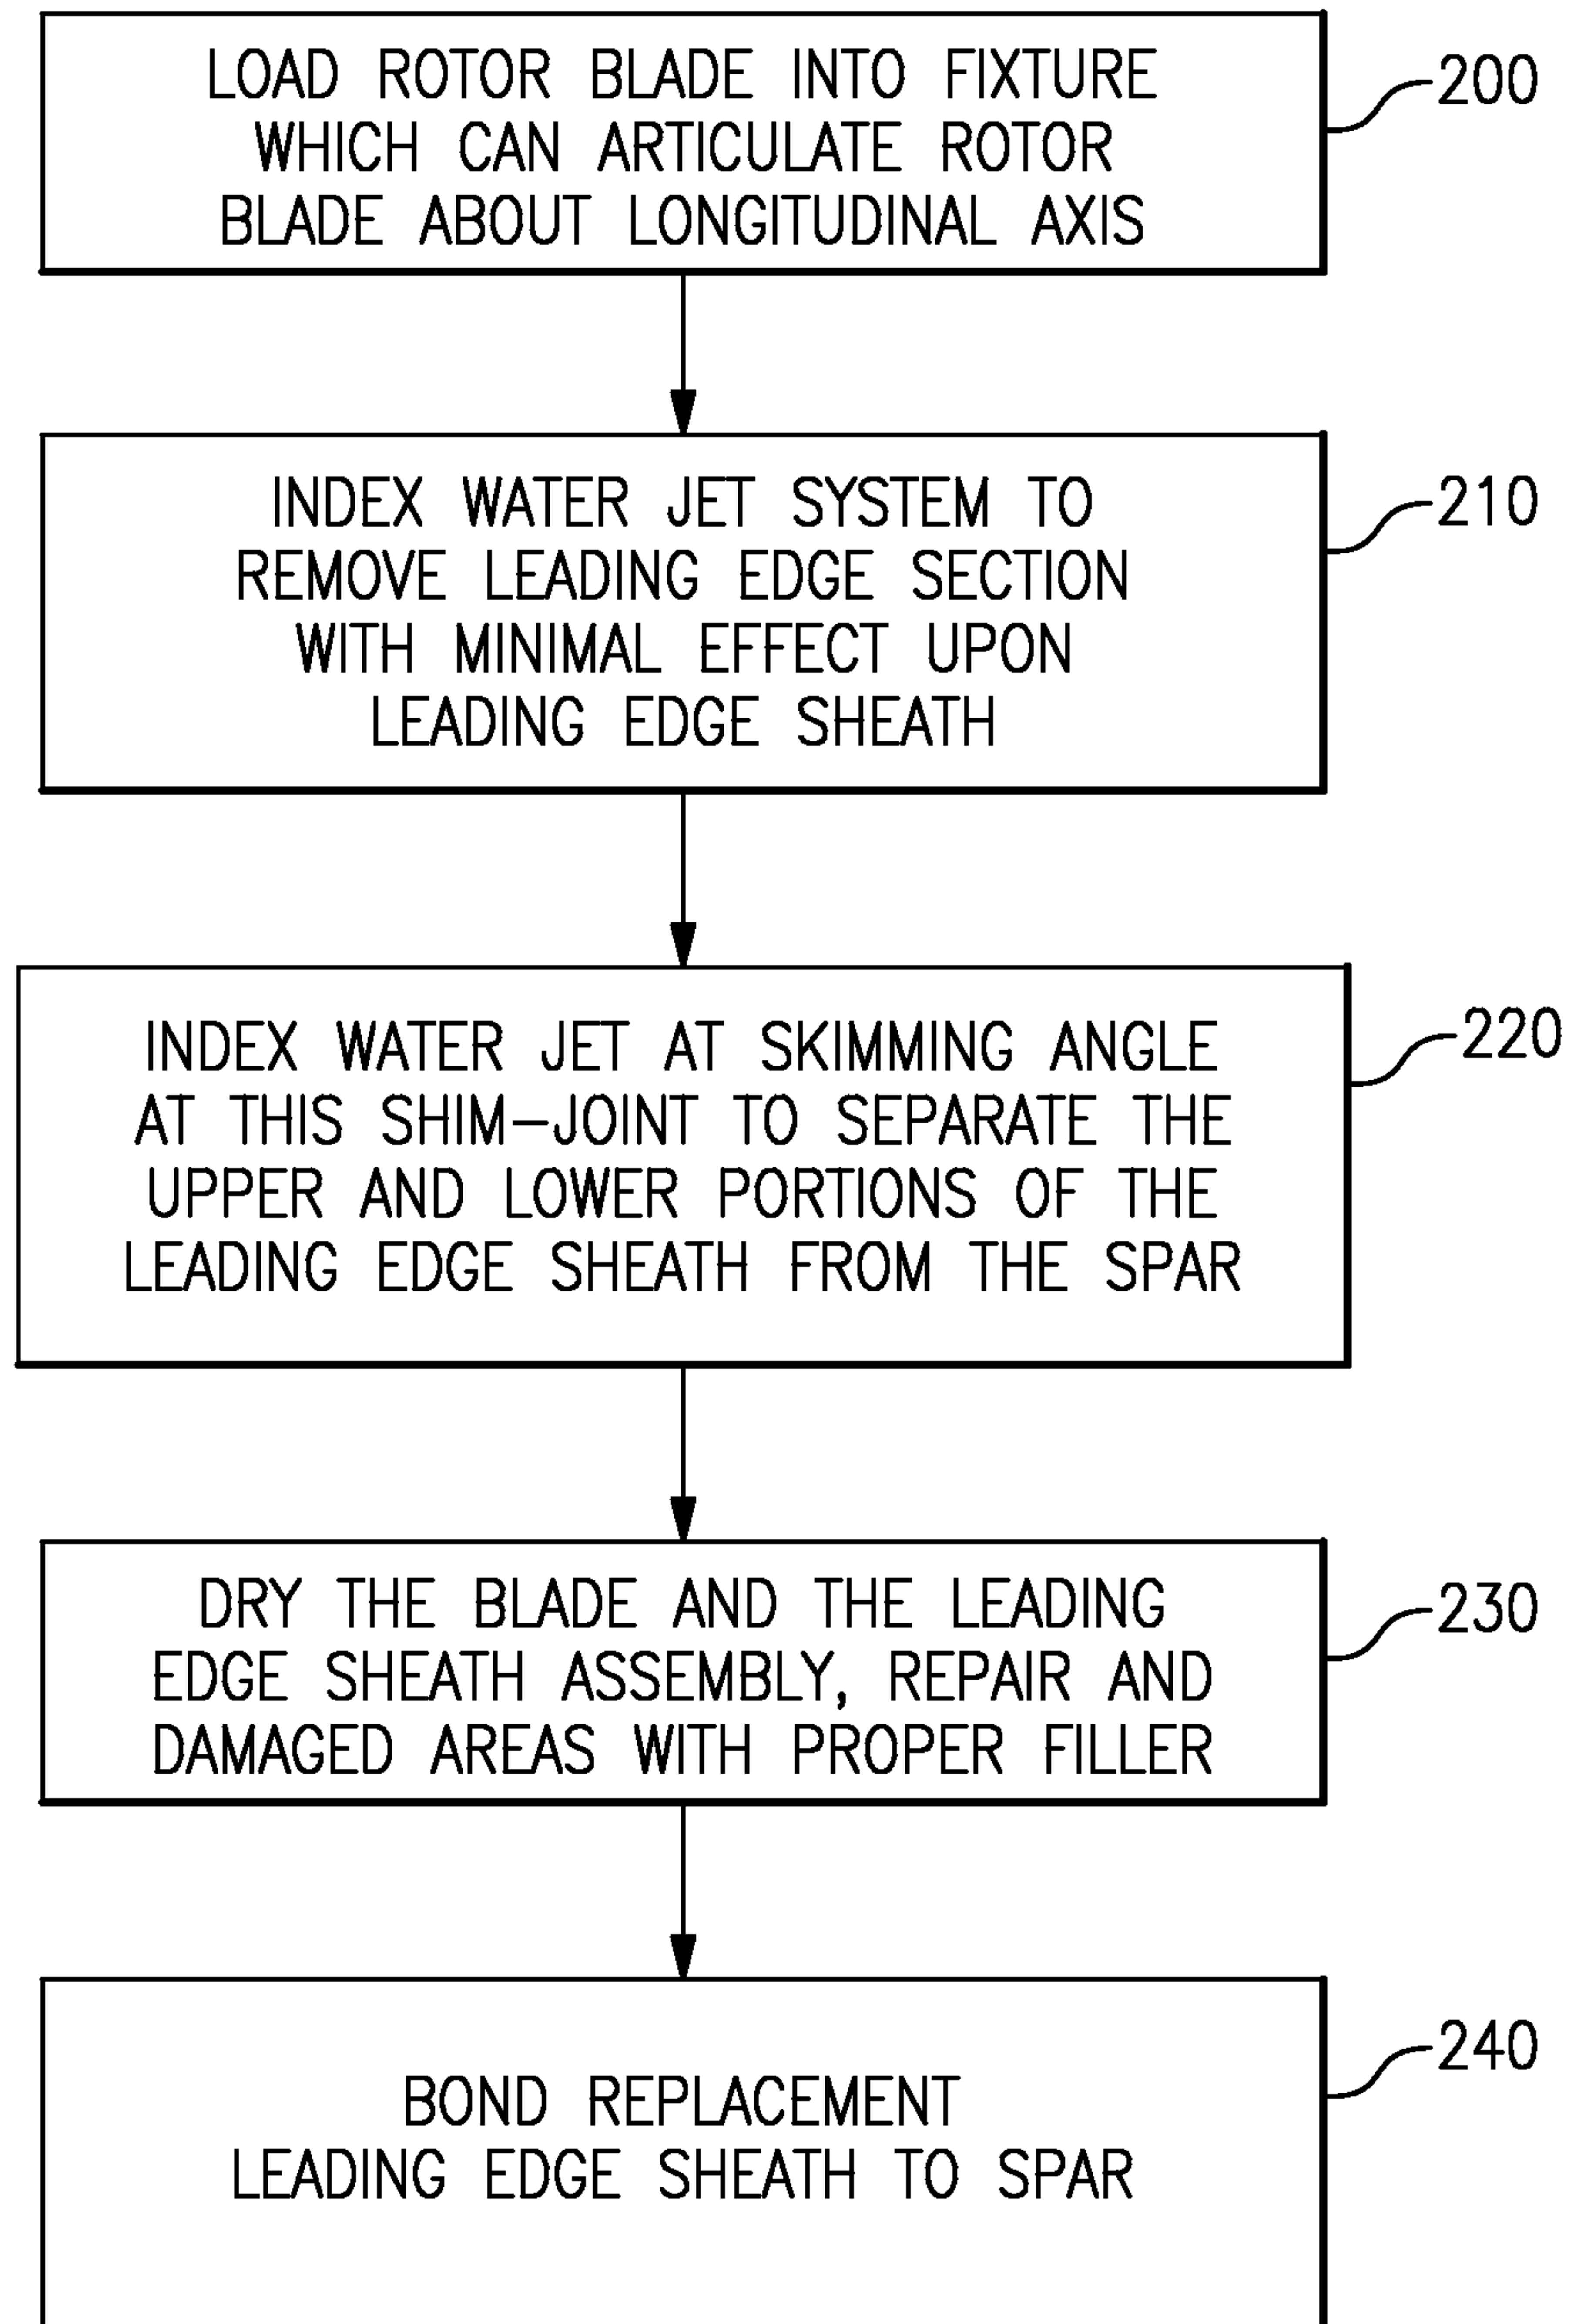 LOAD ROTOR BLADE INTO FIXTURE
WHICH CAN ARTICULATE ROTOR
BLADE ABOUT LONGITUDINAL AXIS
200
INDEX WATER JET SYSTEM TO
REMOVE LEADING EDGE SECTION
WITH MINIMAL EFFECT UPON
LEADING EDGE SHEATH
210
INDEX WATER JET AT SKIMMING ANGLE
AT THIS SHIM-JOINT TO SEPARATE THE
UPPER AND LOWER PORTIONS OF THE
LEADING EDGE SHEATH FROM THE SPAR
220
DRY THE BLADE AND THE LEADING
EDGE SHEATH ASSEMBLY, REPAIR AND
DAMAGED AREAS WITH PROPER FILLER
230
BOND REPLACEMENT
LEADING EDGE SHEATH TO SPAR
240